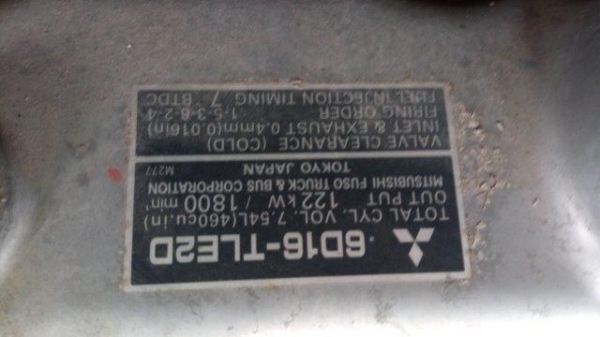 6D16-TLE2D
TOTAL CYL. VOL. 7.54L(460cu.in)
OUT PUT 122 kW / 1800 min.
MITSUBISHI FUSO TRUCK & BUS CORPORATION
TOKYO JAPAN
M277
VALVE CLEARANCE (COLD)
INLET & EXHAUST 0.4mm(0.016in)
FIRING ORDER 1-5-3-6-2-4
FUEL INJECTION TIMING 7 BTDC